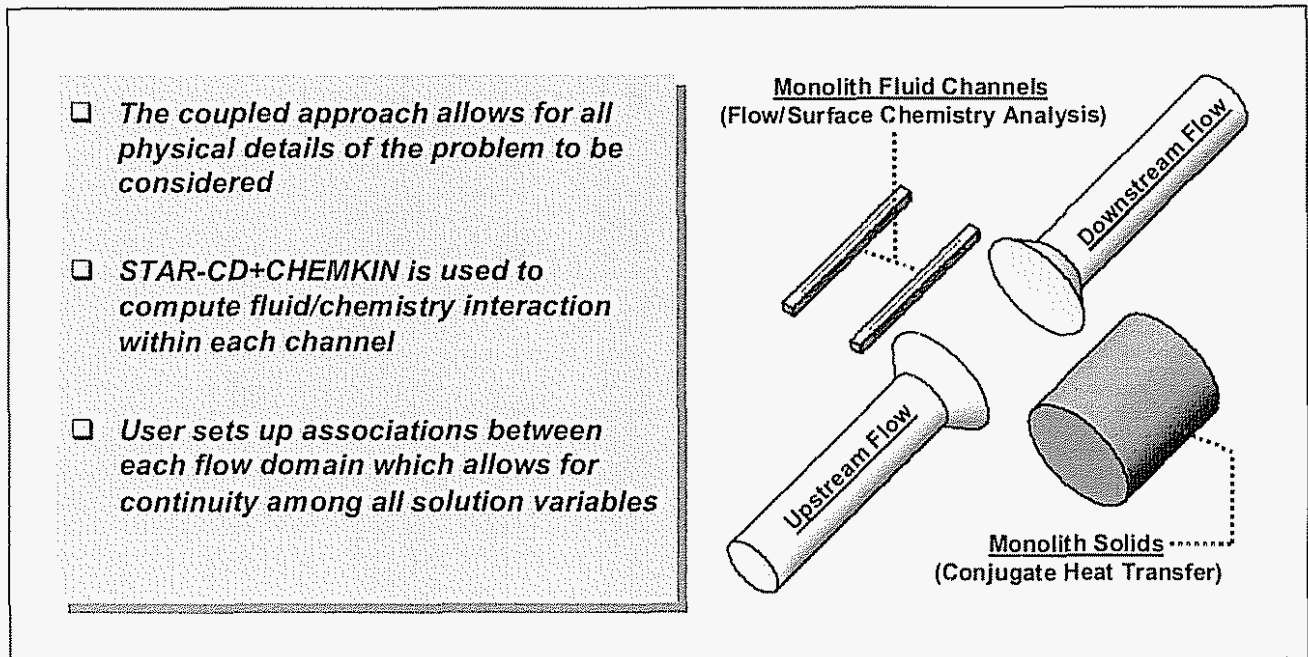 ❑ The coupled approach allows for all
physical details of the problem to be
considered
❑ STAR-CD+CHEMKIN is used to
compute fluid/chemistry interaction
within each channel
❑ User sets up associations between
each flow domain which allows for
continuity among all solution variables
Monolith Fluid Channels
(Flow/Surface Chemistry Analysis)
Downstream Flow
Upstream Flow
Monolith Solids
(Conjugate Heat Transfer)